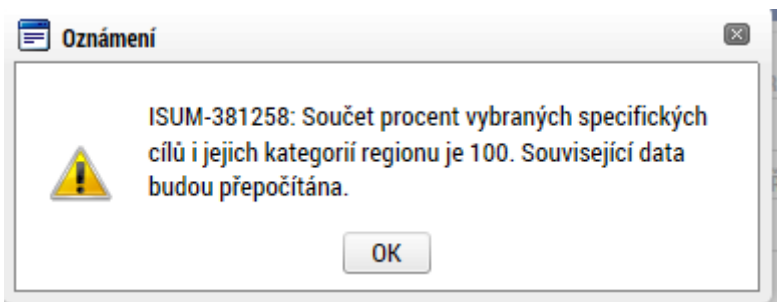 Oznámení
ISUM-381258: Součet procent vybraných specifických
cílů i jejich kategorií regionu je 100. Související data
budou přepočítána.
OK